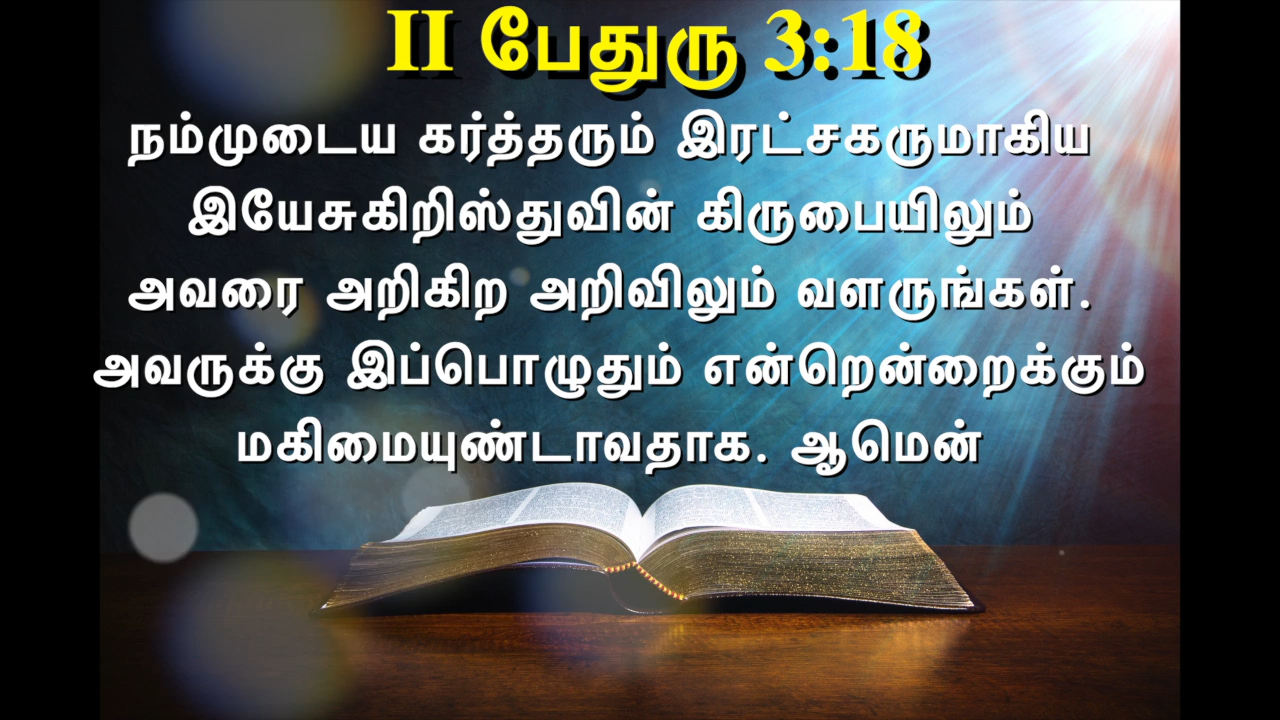 II பேதுரு 3:18
நம்முடைய கர்த்தரும் இரட்சகருமாகிய
இயேசுகிறிஸ்துவின் கிருபையிலும்
அவரை அறிகிற அறிவிலும் வளருங்கள்.
அவருக்கு இப்பொழுதும் என்றென்றைக்கும்
மகிமையுண்டாவதாக. ஆமென்